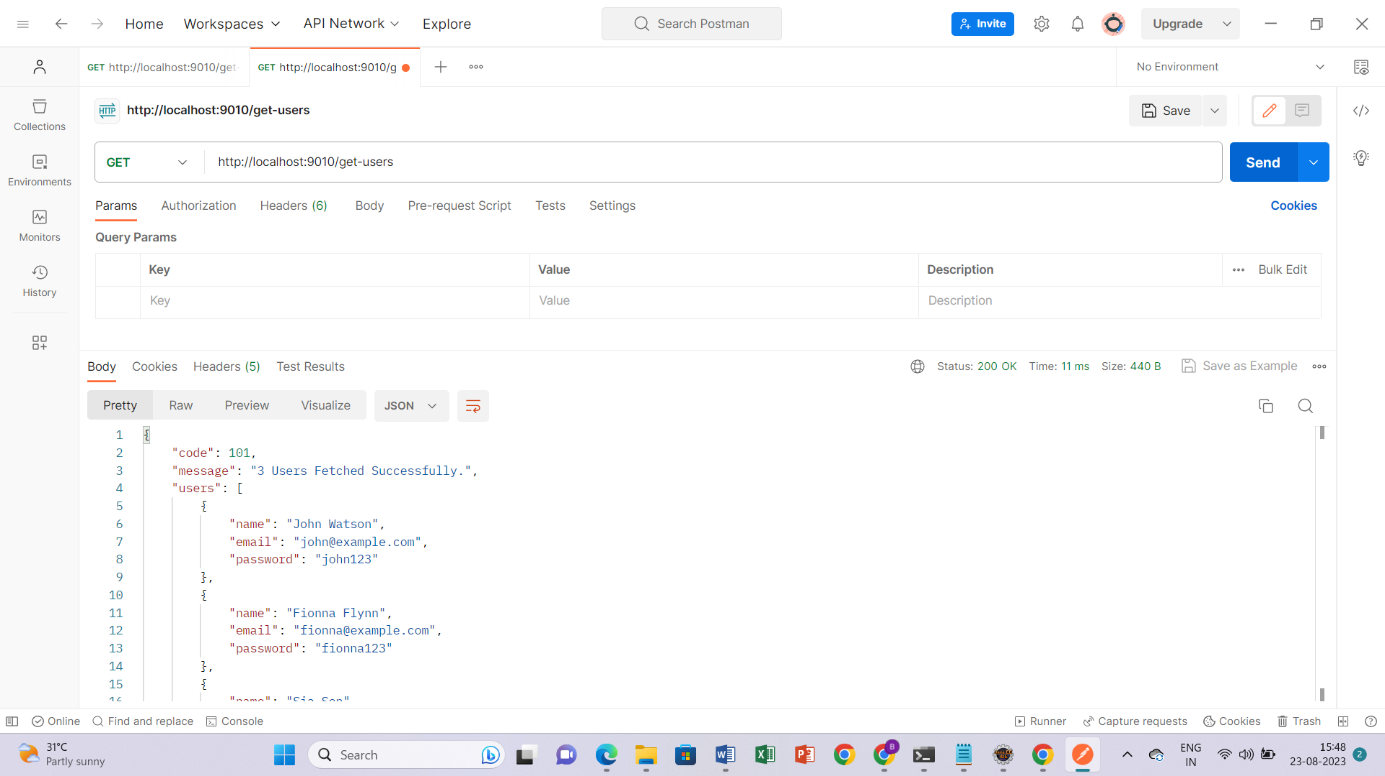 Home Workspaces API Network Explore Search Postman Invite Upgrade
GET http://localhost:9010/get GET http://localhost:9010/g No Environment
HTTP http://localhost:9010/get-users Save
Collections
GET http://localhost:9010/get-users Send
Environments
Params Authorization Headers (6) Body Pre-request Script Tests Settings Cookies
Monitors
Query Params
Key Value Description Bulk Edit
History
Key Value Description
Body Cookies Headers (5) Test Results Status: 200 OK Time: 11 ms Size: 440 B Save as Example
Pretty Raw Preview Visualize JSON
1 {
2 "code": 101,
3 "message": "3 Users Fetched Successfully.",
4 "users": [
5 {
6 "name": "John Watson",
7 "email": "john@example.com",
8 "password": "john123"
9 },
10 {
11 "name": "Fionna Flynn",
12 "email": "fionna@example.com",
13 "password": "fionna123"
14 },
15 {
16 "name": "Sia Sen"
Online Find and replace Console Runner Capture requests Cookies Trash
31°C
Partly sunny
Search
B
ENG
IN
15:48
23-08-2023
2